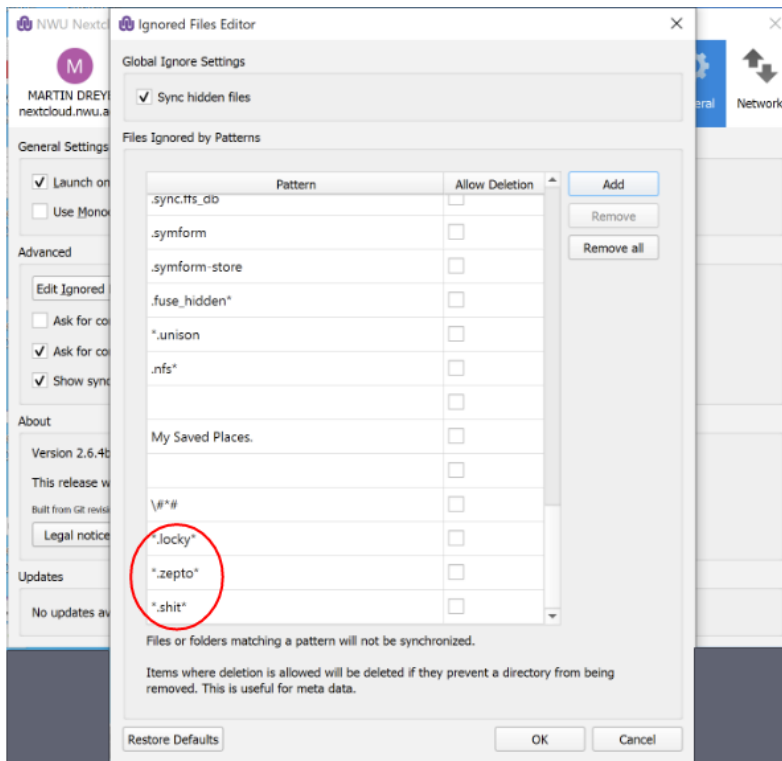 NWU Nextcl
Ignored Files Editor
M
MARTIN DREY
nextcloud.nwu.a
eral
Network
Global Ignore Settings
Sync hidden files
Files Ignored by Patterns
General Settings
Launch on
Use Mono
Advanced
Edit Ignored
Ask for co
Ask for co
Show sync
About
Version 2.6.4b
This release w
Built from Git revisi
Legal notice
Updates
No updates av
Pattern Allow Deletion
.sync.ffs_db
.symform
.symform-store
.fuse_hidden*
*.unison
.nfs*
My Saved Places.
\#*#
*.locky*
*.zepto*
*.shit*
Add
Remove
Remove all
Files or folders matching a pattern will not be synchronized.
Items where deletion is allowed will be deleted if they prevent a directory from being
removed. This is useful for meta data.
Restore Defaults
OK
Cancel